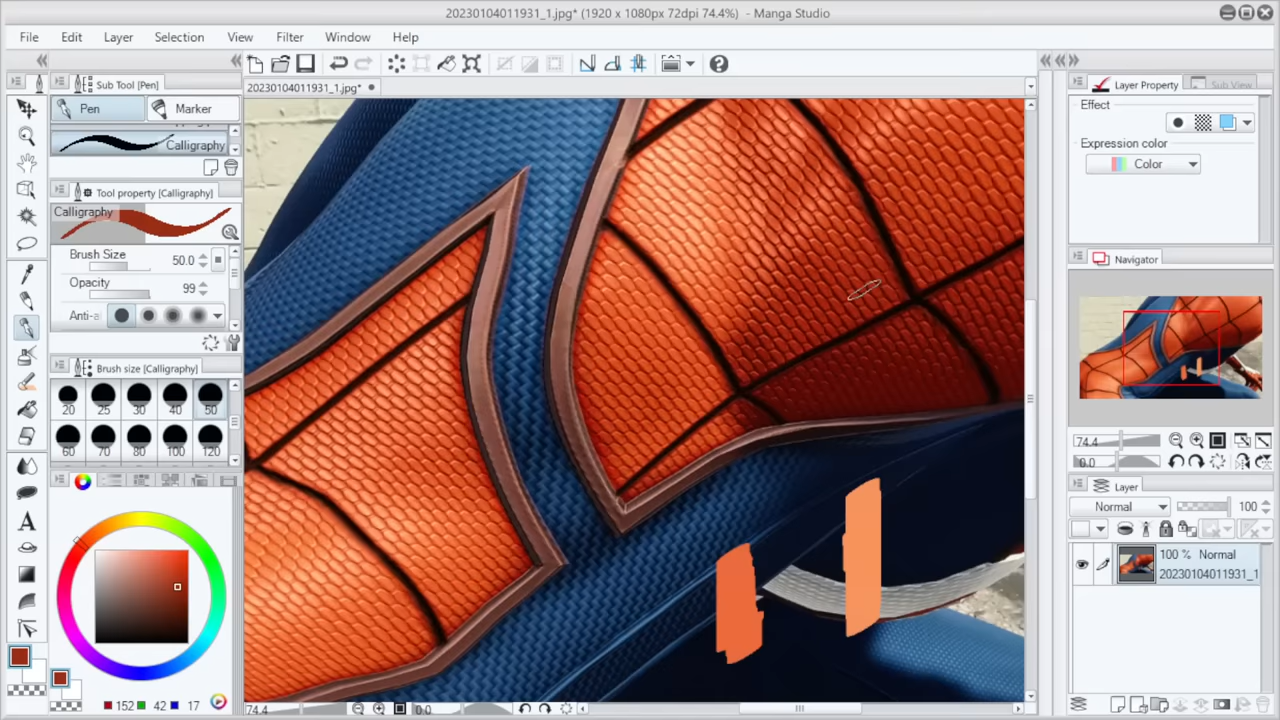 20230104011931_1.jpg* (1920 x 1080px 72dpi 74.4%)  - Manga Studio
File Edit Layer Selection View Filter Window Help
20230104011931_1.jpg*
Sub Tool [Pen]
Pen Marker
Calligraphy
Tool property [Calligraphy]
Calligraphy
Brush Size 50.0
Opacity 99
Anti-a
Brush size [Calligraphy]
20 25 30 40 50
60 70 80 100 120
152 42 17
74.4 0.0
Layer Property Sub View
Effect
Expression color
Color
Navigator
74.4
0.0
Layer
Normal 100
100 % Normal
20230104011931_1